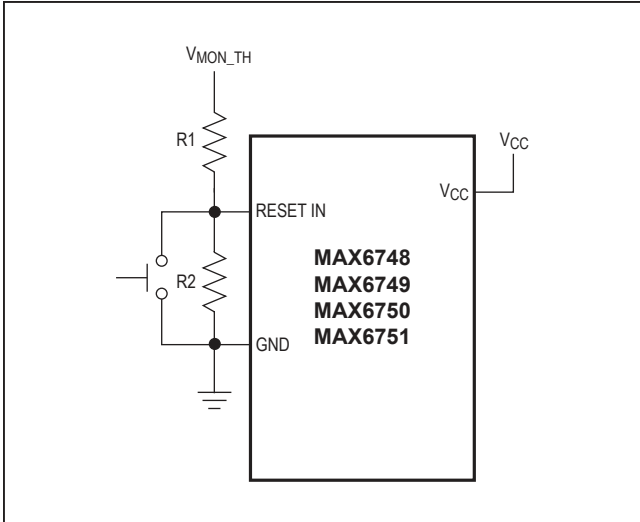 VMON_TH
R1
VCC
VCC
RESET IN
MAX6748
MAX6749
MAX6750
MAX6751
R2
GND